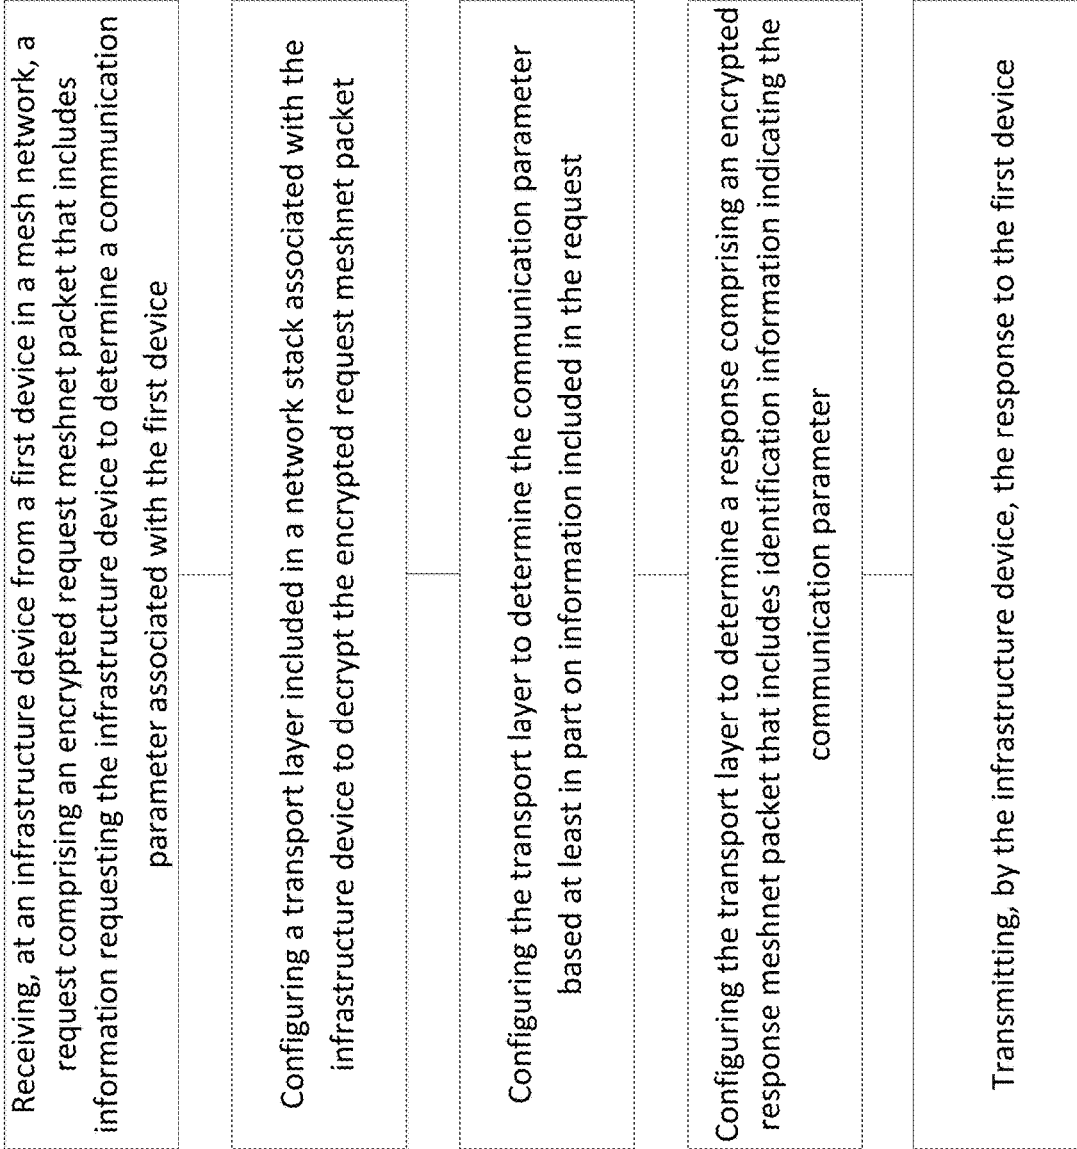 Receiving, at an infrastructure device from a first device in a mesh network, a
request comprising an encrypted request meshnet packet that includes
information requesting the infrastructure device to determine a communication
parameter associated with the first device
Configuring a transport layer included in a network stack associated with the
infrastructure device to decrypt the encrypted request meshnet packet
Configuring the transport layer to determine the communication parameter
based at least in part on information included in the request
Configuring the transport layer to determine a response comprising an encrypted
response meshnet packet that includes identification information indicating the
communication parameter
Transmitting, by the infrastructure device, the response to the first device